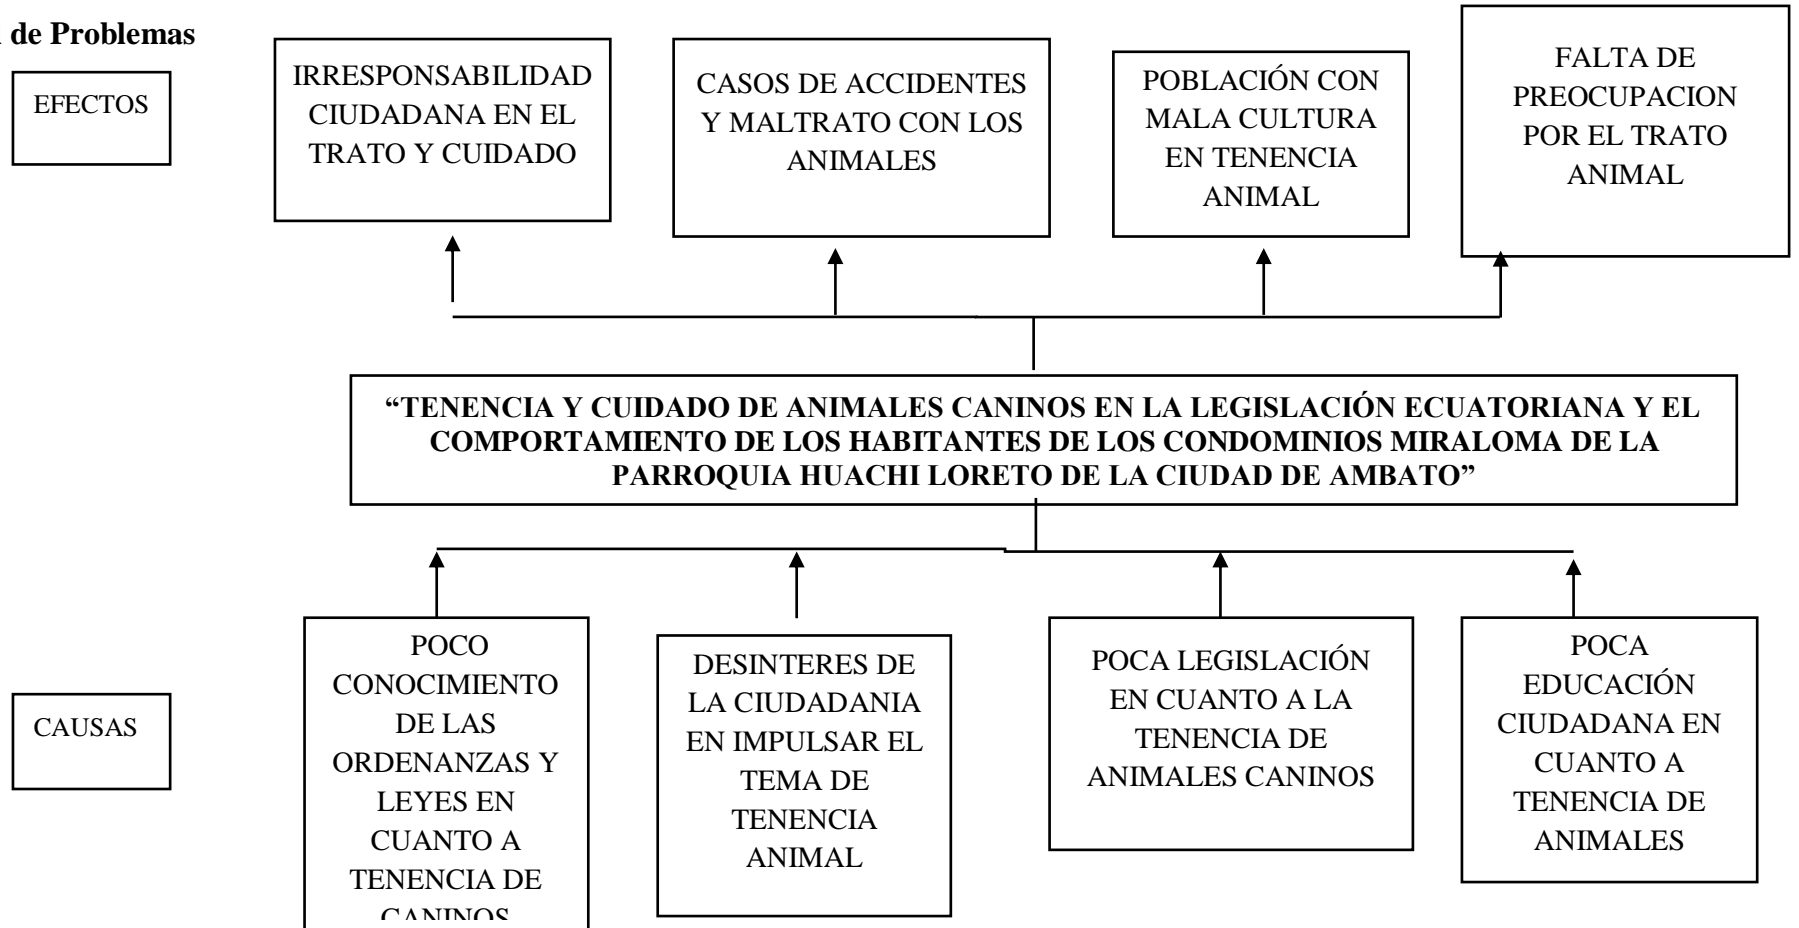 de Problemas
EFECTOS
IRRESPONSABILIDAD
CIUDADANA EN EL
TRATO Y CUIDADO
CASOS DE ACCIDENTES
Y MALTRATO CON LOS
ANIMALES
POBLACIÓN CON
MALA CULTURA
EN TENENCIA
ANIMAL
FALTA DE
PREOCUPACION
POR EL TRATO
ANIMAL
“TENENCIA Y CUIDADO DE ANIMALES CANINOS EN LA LEGISLACIÓN ECUATORIANA Y EL
COMPORTAMIENTO DE LOS HABITANTES DE LOS CONDOMINIOS MIRALOMA DE LA
PARROQUIA HUACHI LORETO DE LA CIUDAD DE AMBATO”
CAUSAS
POCO
CONOCIMIENTO
DE LAS
ORDENANZAS Y
LEYES EN
CUANTO A
TENENCIA DE
CANINOS
DESINTERES DE
LA CIUDADANIA
EN IMPULSAR EL
TEMA DE
TENENCIA
ANIMAL
POCA LEGISLACIÓN
EN CUANTO A LA
TENENCIA DE
ANIMALES CANINOS
POCA
EDUCACIÓN
CIUDADANA EN
CUANTO A
TENENCIA DE
ANIMALES